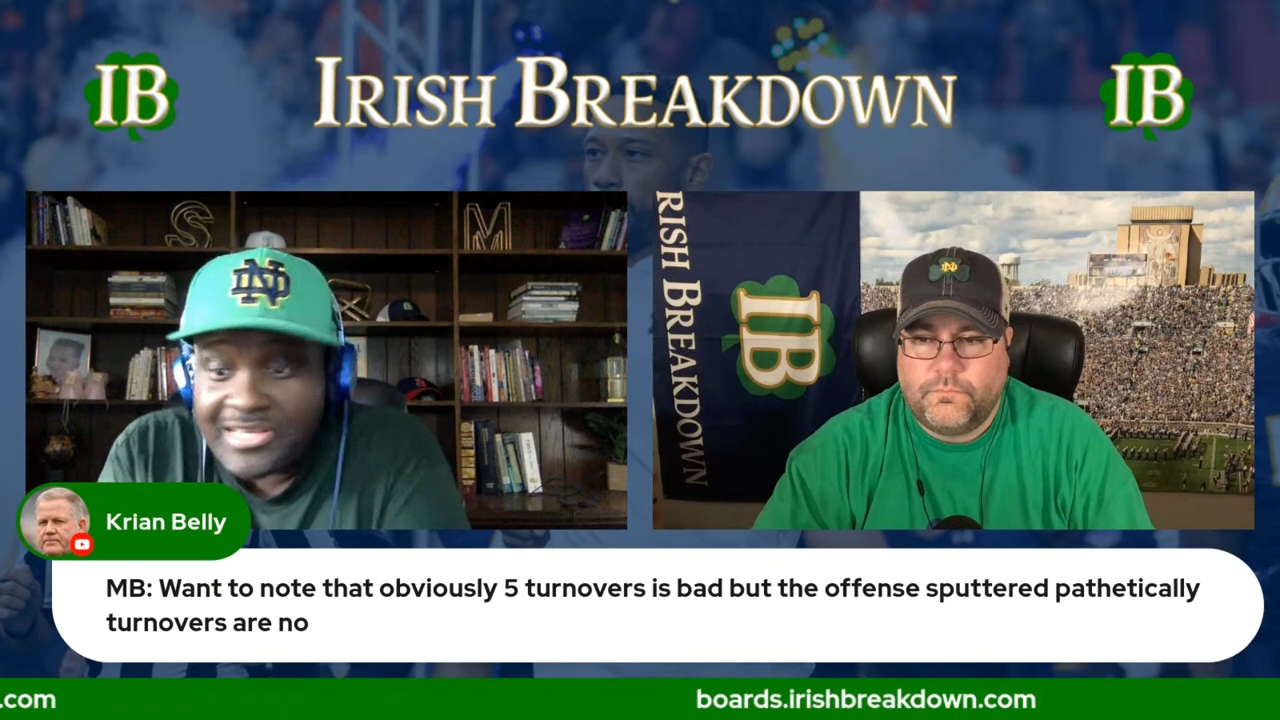 IB
IRISH BREAKDOWN
IB
S
M
ND
ND
RISH BREAKDOWN
IB
Krian Belly
MB: Want to note that obviously 5 turnovers is bad but the offense sputtered pathetically
turnovers are no
.com
boards.irishbreakdown.com